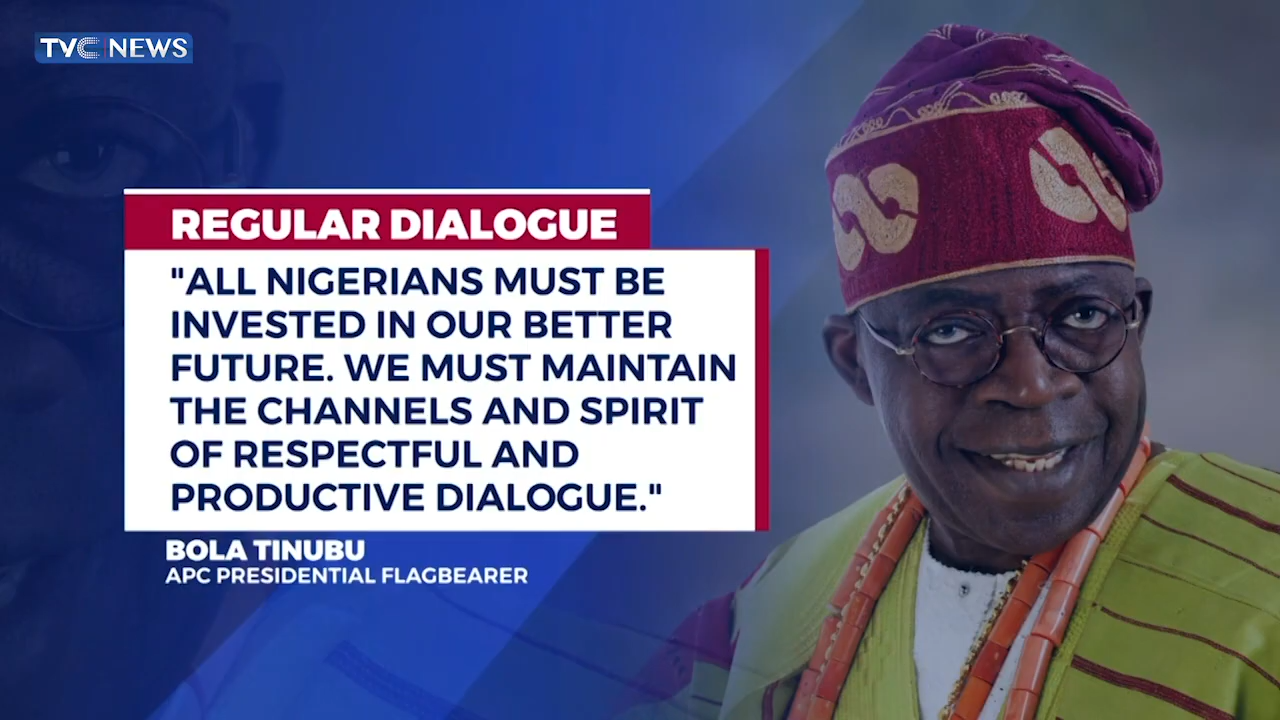 TVC NEWS
REGULAR DIALOGUE
"ALL NIGERIANS MUST BE
INVESTED IN OUR BETTER
FUTURE. WE MUST MAINTAIN
THE CHANNELS AND SPIRIT
OF RESPECTFUL AND
PRODUCTIVE DIALOGUE."
BOLA TINUBU
APC PRESIDENTIAL FLAGBEARER